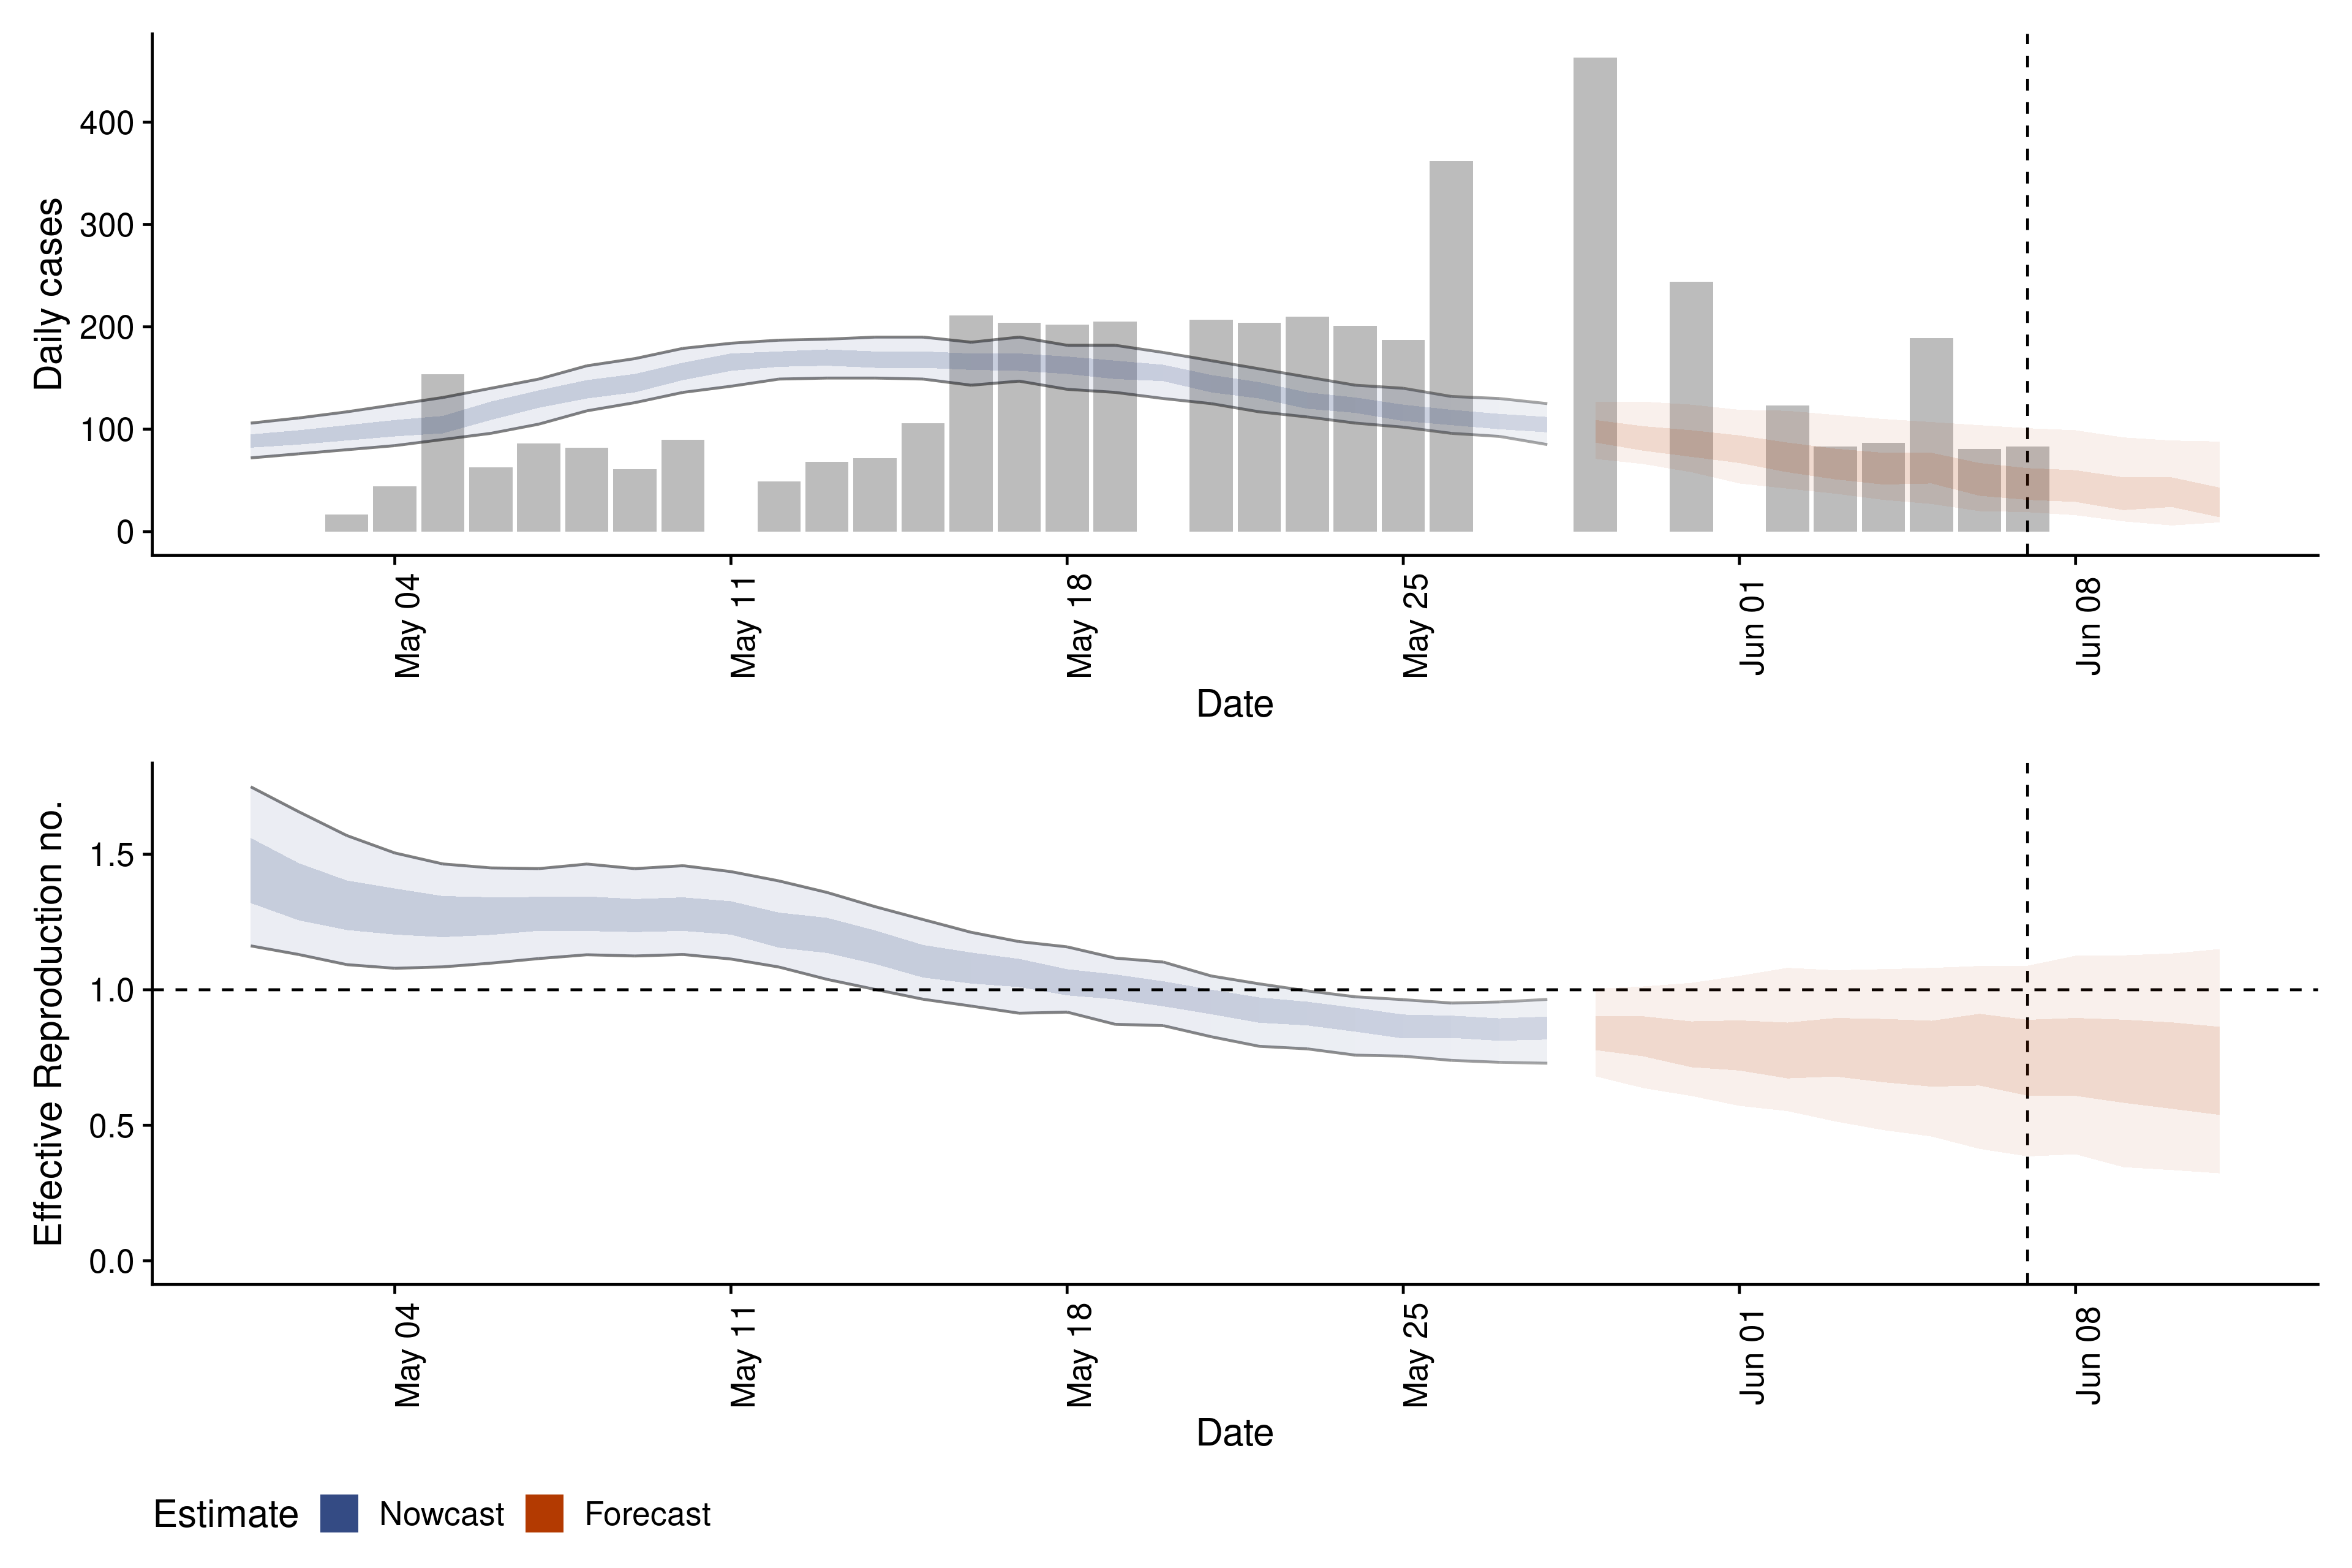 Daily cases
400
300
200
100
0
May 04
May 11
May 18
May 25
Jun 01
Jun 08
Date
Effective Reproduction no.
1.5
1.0
0.5
0.0
May 04
May 11
May 18
May 25
Jun 01
Jun 08
Date
Estimate Nowcast Forecast